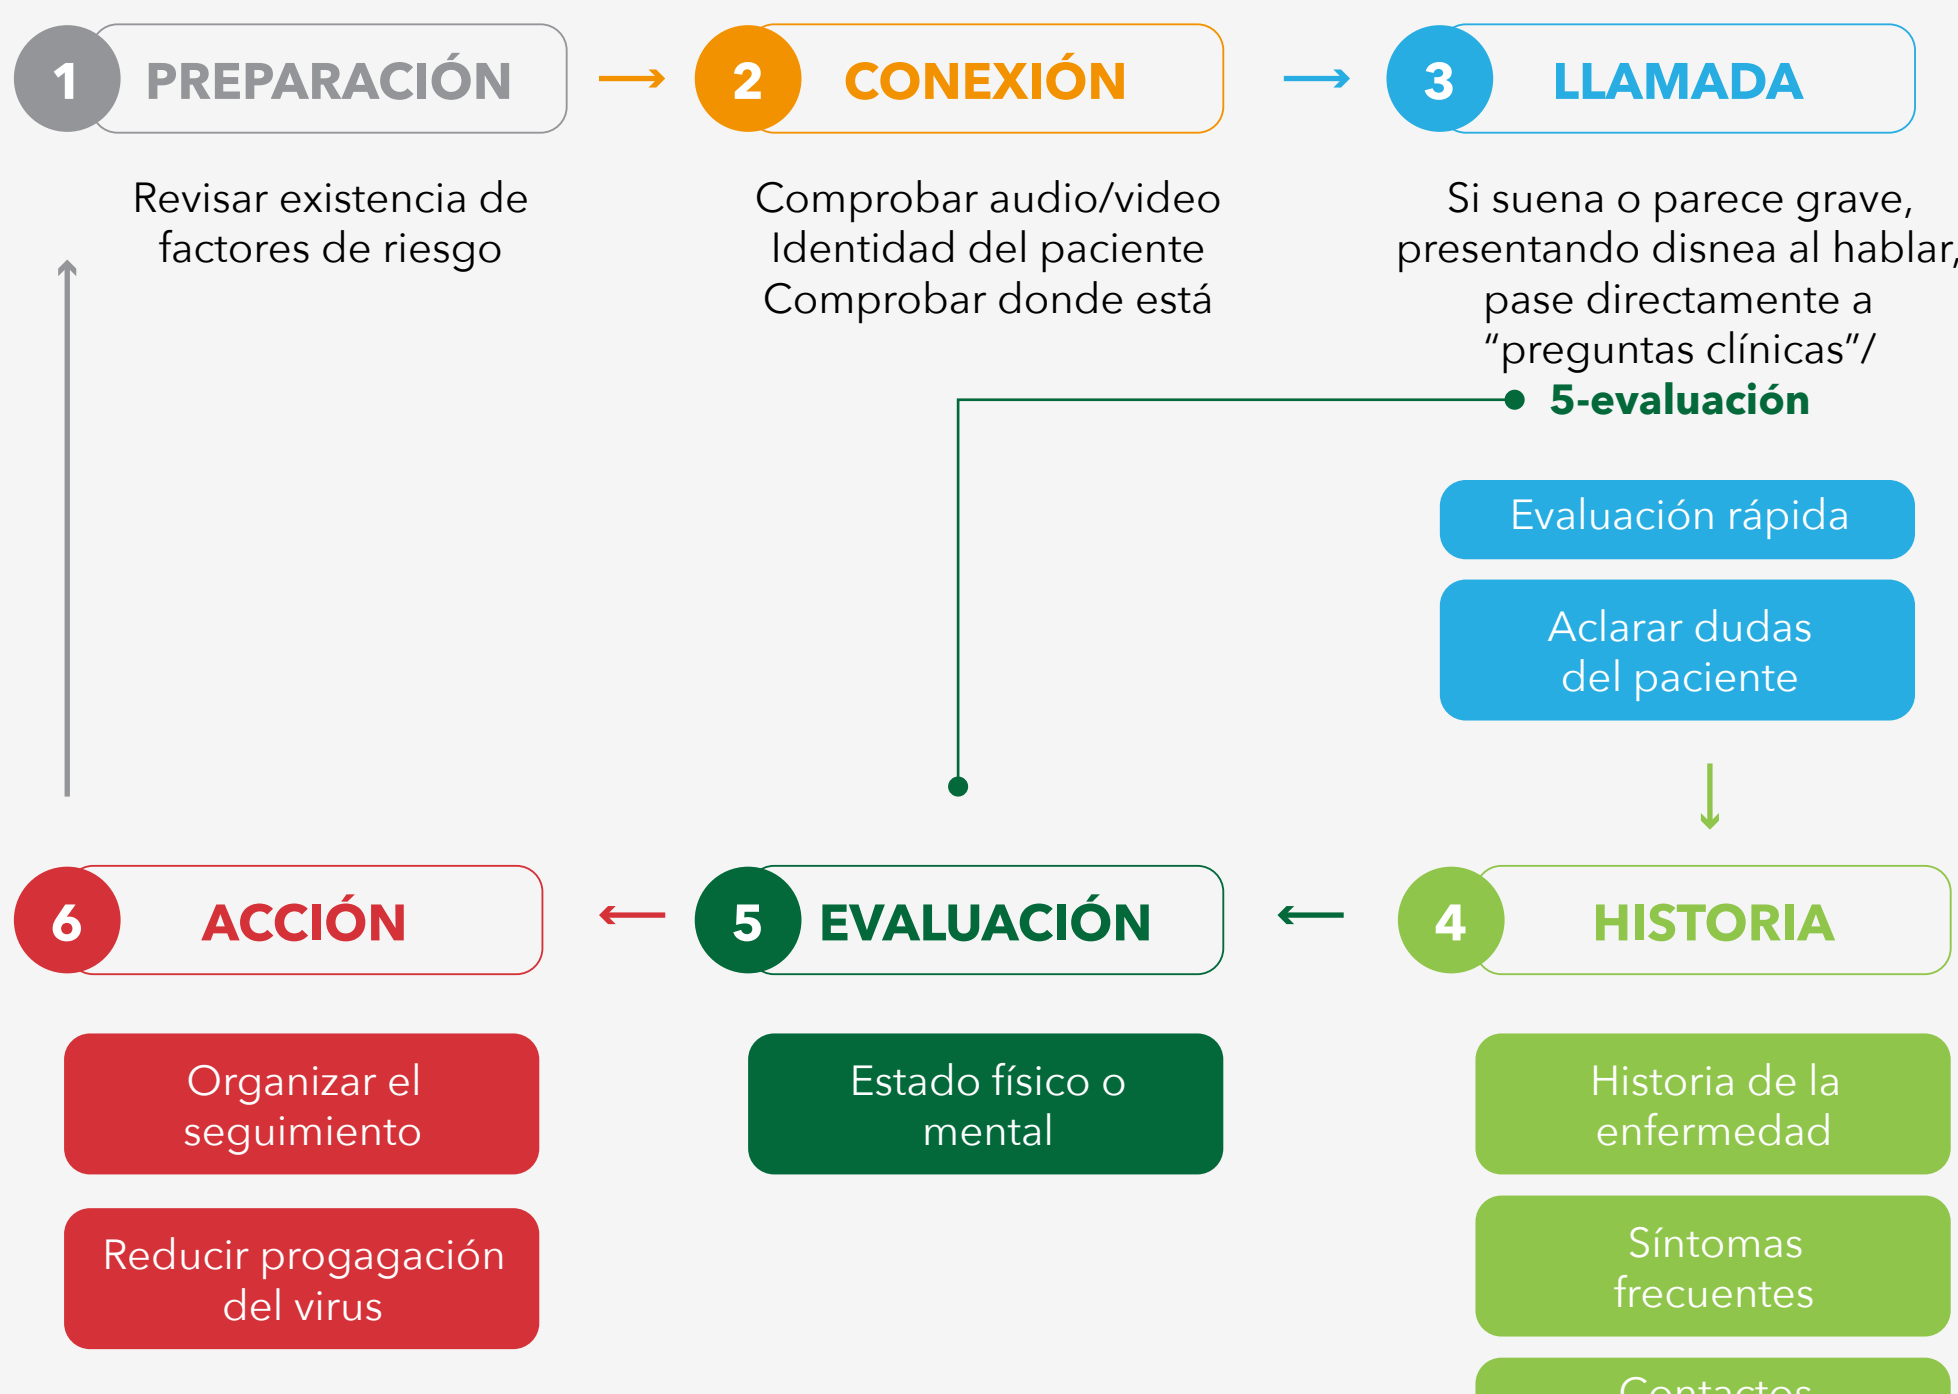 1 PREPARACIÓN
Revisar existencia de
factores de riesgo
2 CONEXIÓN
Comprobar audio/video
Identidad del paciente
Comprobar donde está
3 LLAMADA
Si suena o parece grave,
presentando disnea al hablar,
pase directamente a
“preguntas clínicas”/
5-evaluación
Evaluación rápida
Aclarar dudas
del paciente
4 HISTORIA
Historia de la
enfermedad
Síntomas
frecuentes
Contactos
5 EVALUACIÓN
Estado físico o
mental
6 ACCIÓN
Organizar el
seguimiento
Reducir progagación
del virus